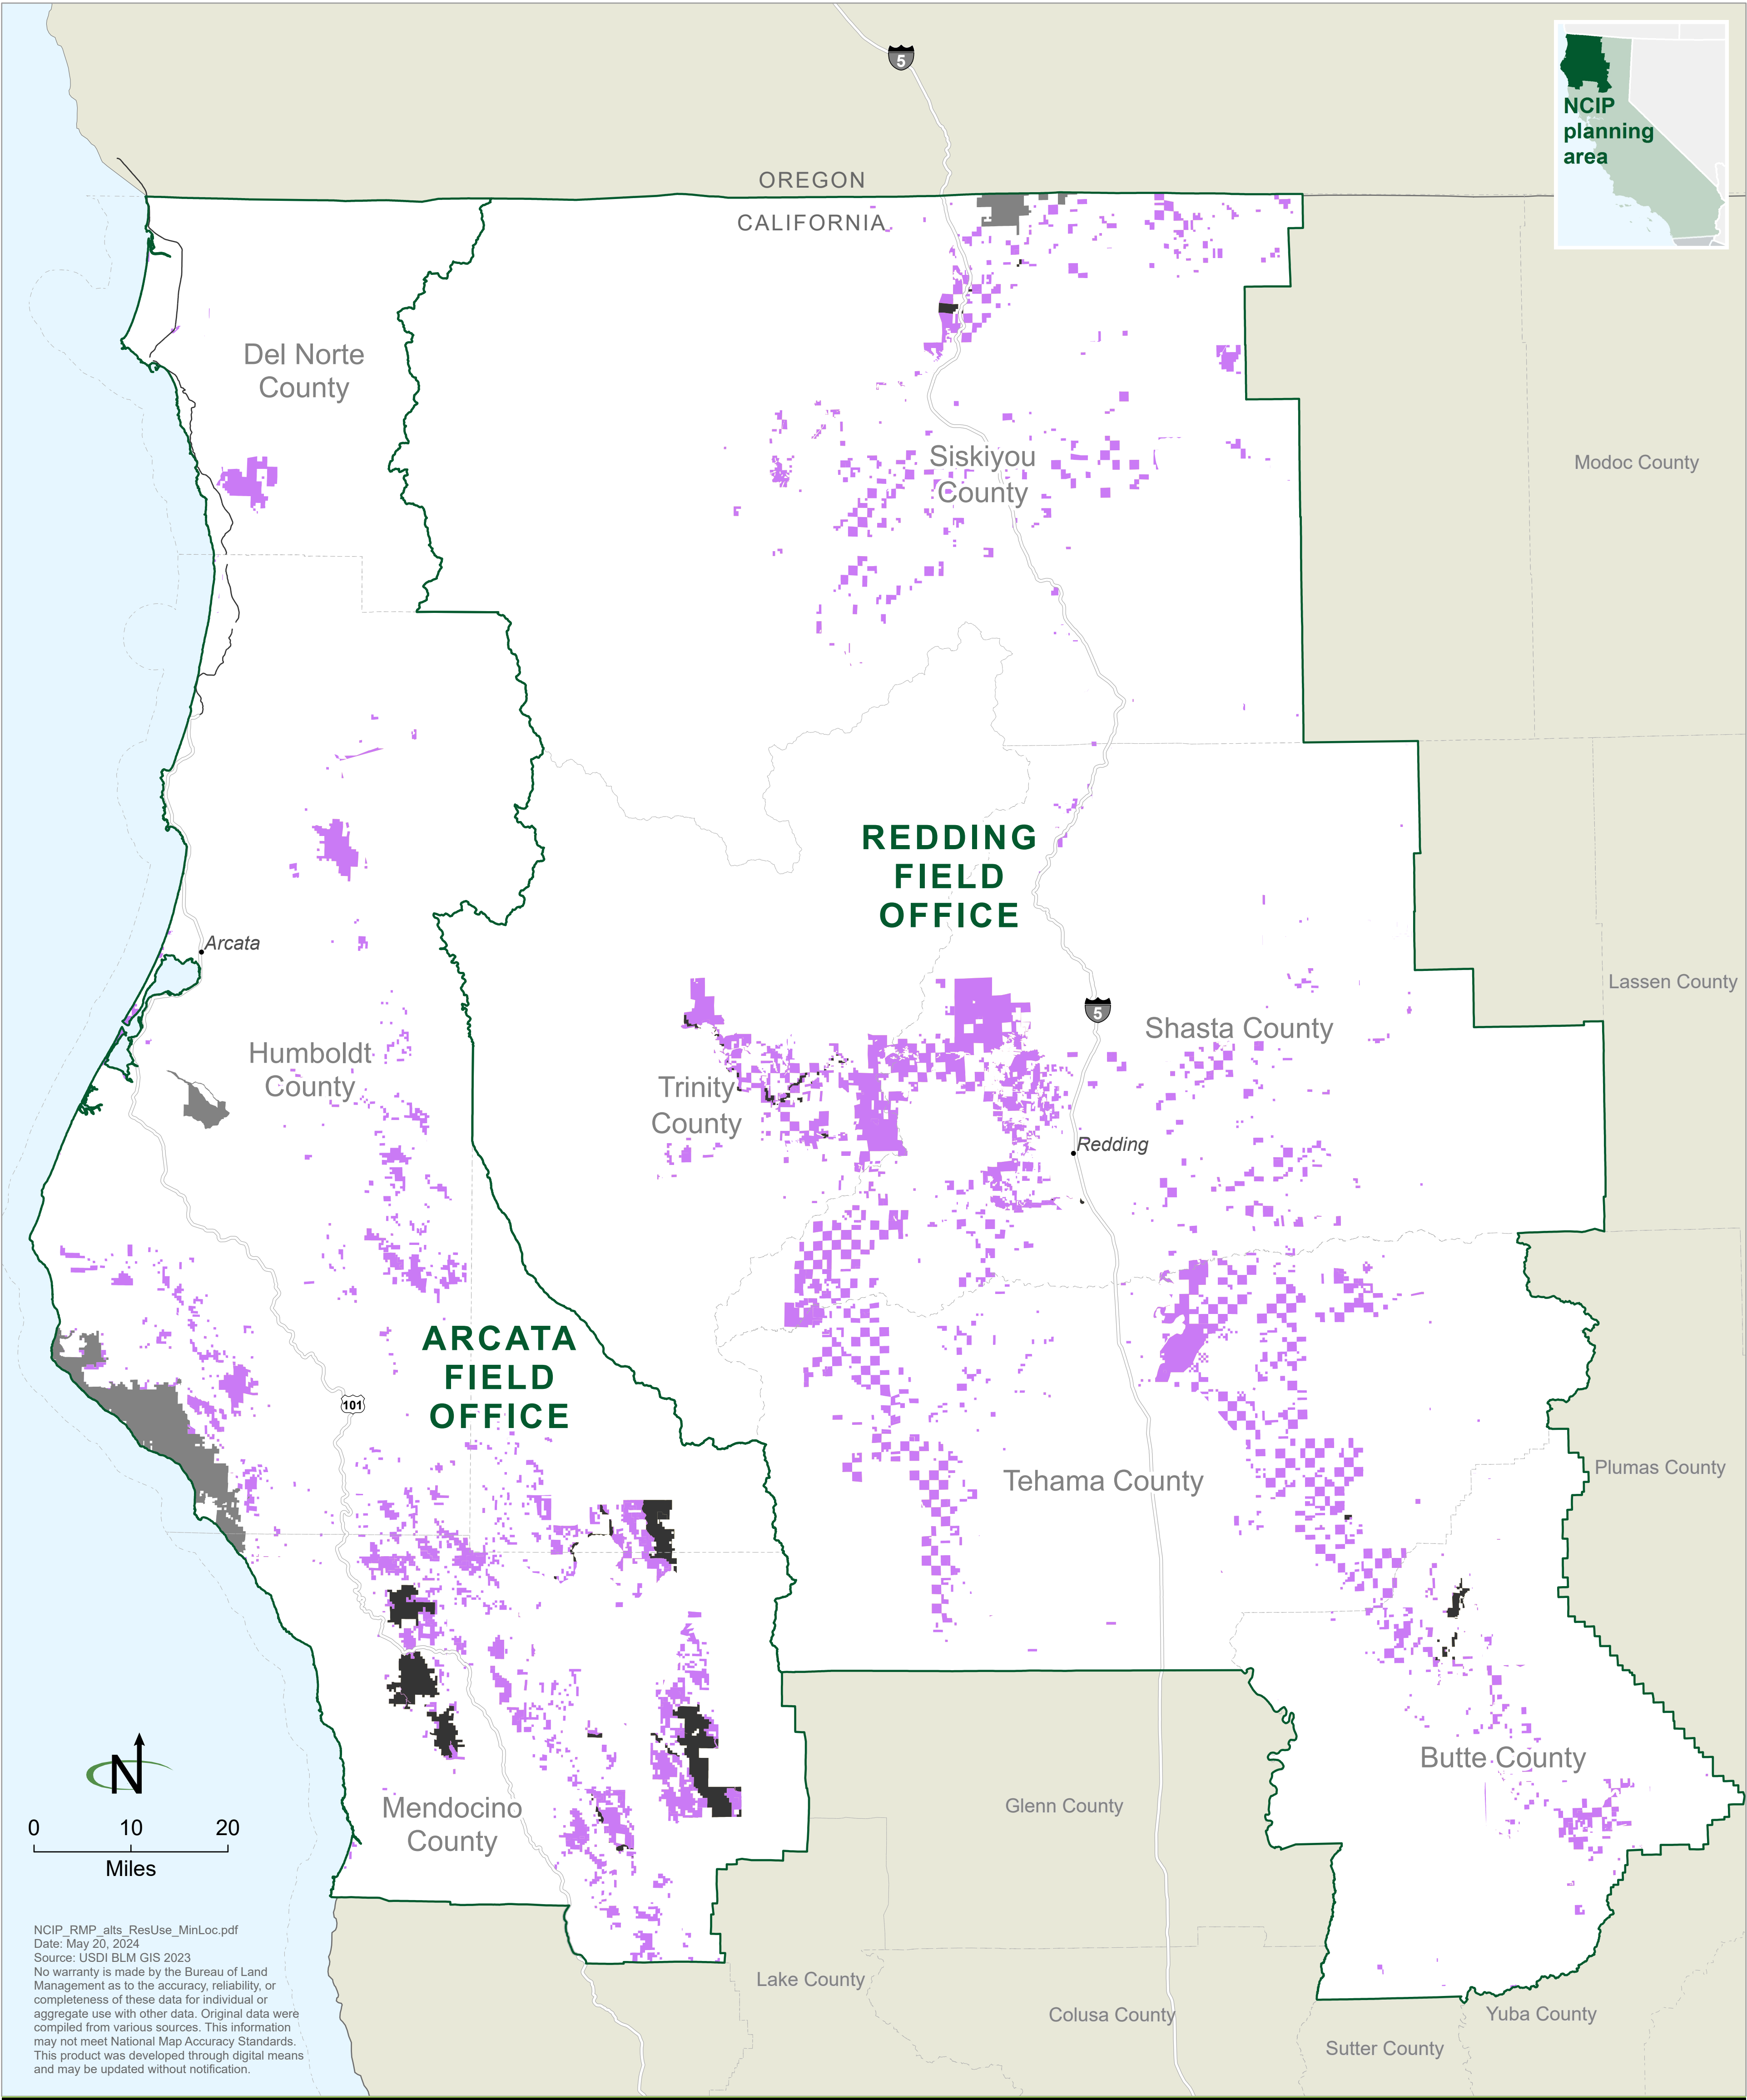 5
NCIP
planning
area
OREGON
CALIFORNIA
Del Norte
County
Siskiyou
County
Modoc County
REDDING
FIELD
OFFICE
Arcata
Lassen County
5
Shasta County
Humboldt
County
Trinity
County
Redding
ARCATA
FIELD
OFFICE
101
Tehama County
Plumas County
N
Butte County
Mendocino
County
Glenn County
0 10 20
Miles
NCIP_RMP_alts_ResUse_MinLoc.pdf
Date: May 20, 2024
Source: USDI BLM GIS 2023
No warranty is made by the Bureau of Land
Management as to the accuracy, reliability, or
completeness of these data for individual or
aggregate use with other data. Original data were
compiled from various sources. This information
may not meet National Map Accuracy Standards.
This product was developed through digital means
and may be updated without notification.
Lake County
Colusa County
Yuba County
Sutter County